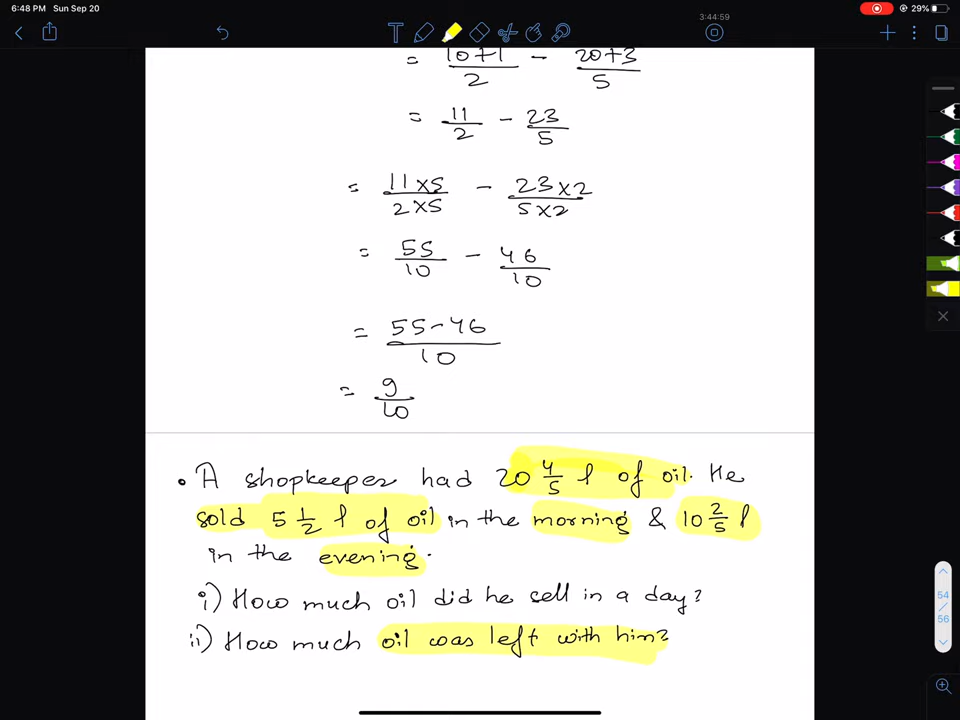 6:48 PM Sun Sep 20
29%
3:44:59
= 10+1/2 - 20+3/5
= 11/2 - 23/5
= 11×5/2×5 - 23×2/5×2
= 55/10 - 46/10
= 55-46/10
= 9/10
• A shopkeeper had 20 4/5 l of oil. He
sold 5 1/2 l of oil in the morning & 10 2/5 l
in the evening.
i) How much oil did he sell in a day?
ii) How much oil was left with him?
54
/
56